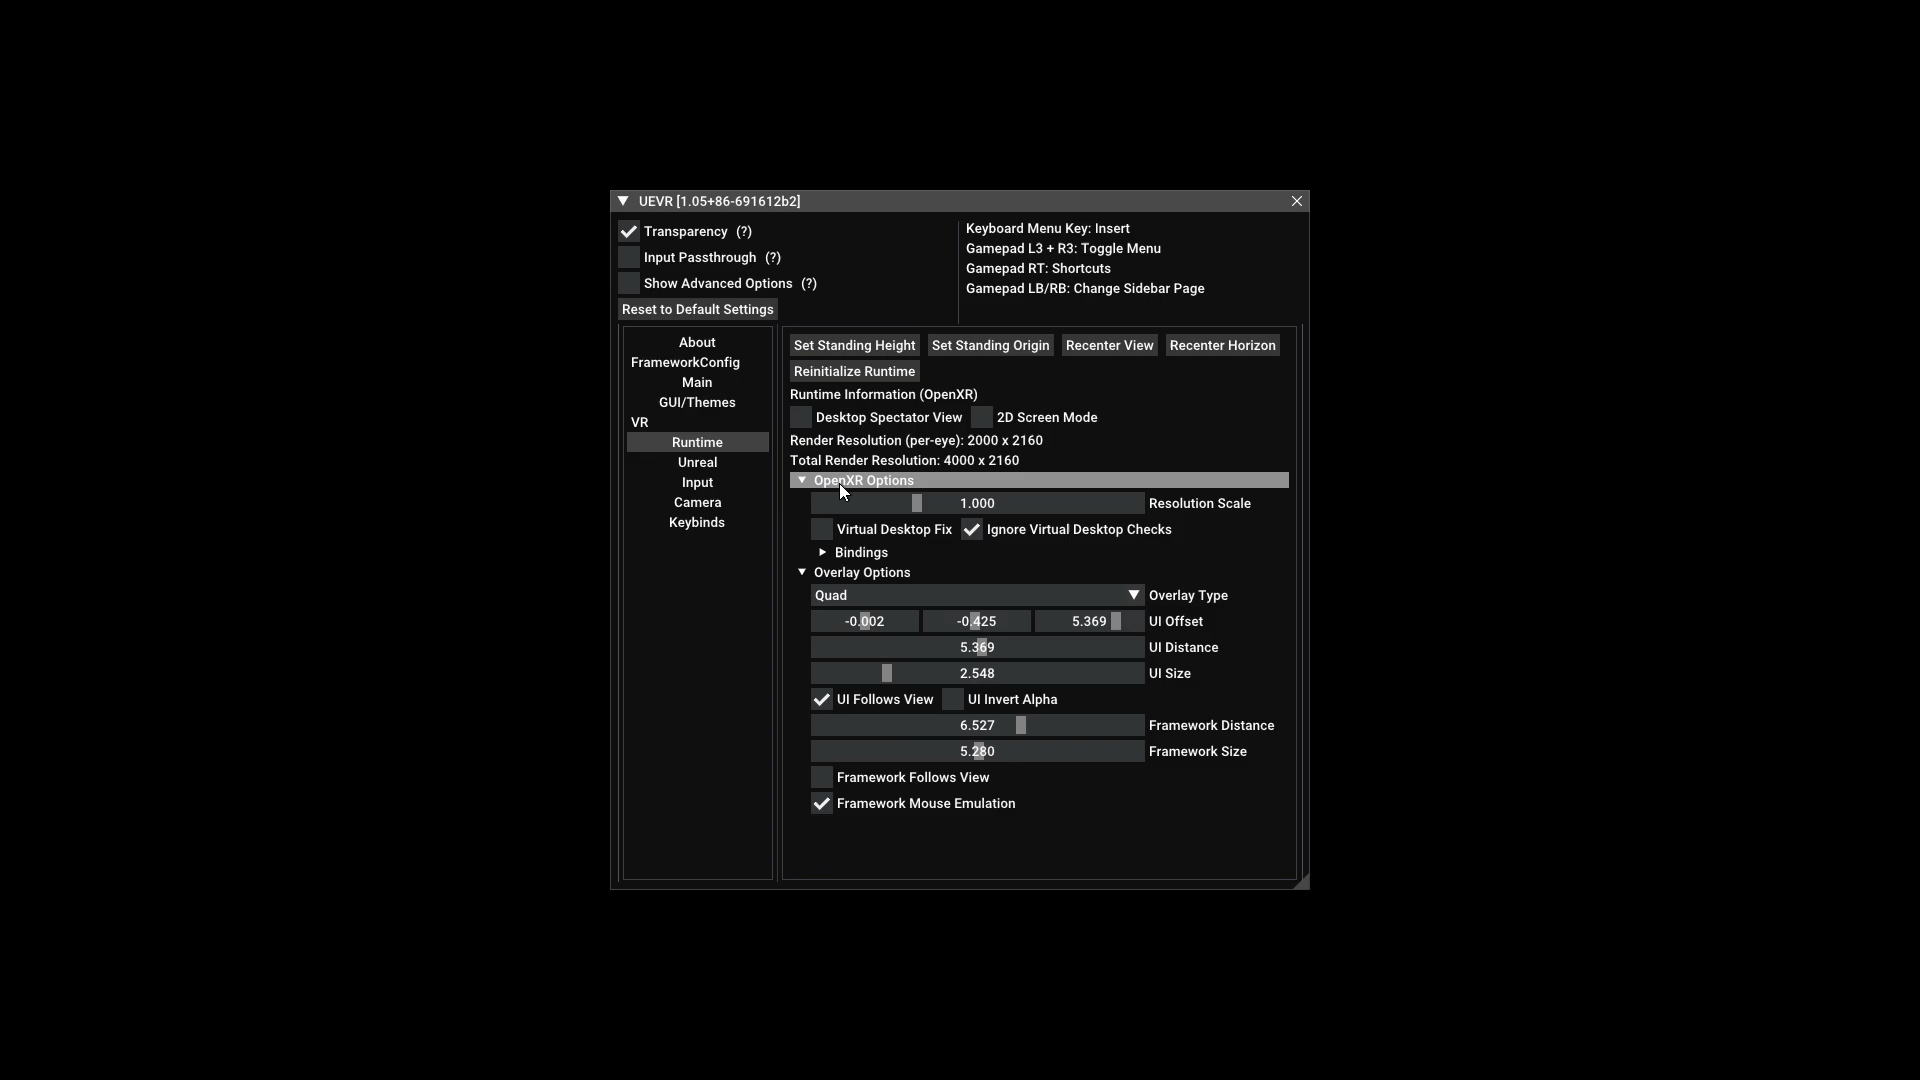 UEVR [1.05+86-691612b2]
Transparency (?)
Input Passthrough (?)
Show Advanced Options (?)
Reset to Default Settings
Keyboard Menu Key: Insert
Gamepad L3 + R3: Toggle Menu
Gamepad RT: Shortcuts
Gamepad LB/RB: Change Sidebar Page
About
FrameworkConfig
Main
GUI/Themes
VR
Runtime
Unreal
Input
Camera
Keybinds
Set Standing Height Set Standing Origin Recenter View Recenter Horizon
Reinitialize Runtime
Runtime Information (OpenXR)
Desktop Spectator View 2D Screen Mode
Render Resolution (per-eye): 2000 x 2160
Total Render Resolution: 4000 x 2160
OpenXR Options
1.000 Resolution Scale
Virtual Desktop Fix Ignore Virtual Desktop Checks
Bindings
Overlay Options
Quad Overlay Type
-0.002 -0.425 5.369 UI Offset
5.369 UI Distance
2.548 UI Size
UI Follows View UI Invert Alpha
6.527 Framework Distance
5.280 Framework Size
Framework Follows View
Framework Mouse Emulation